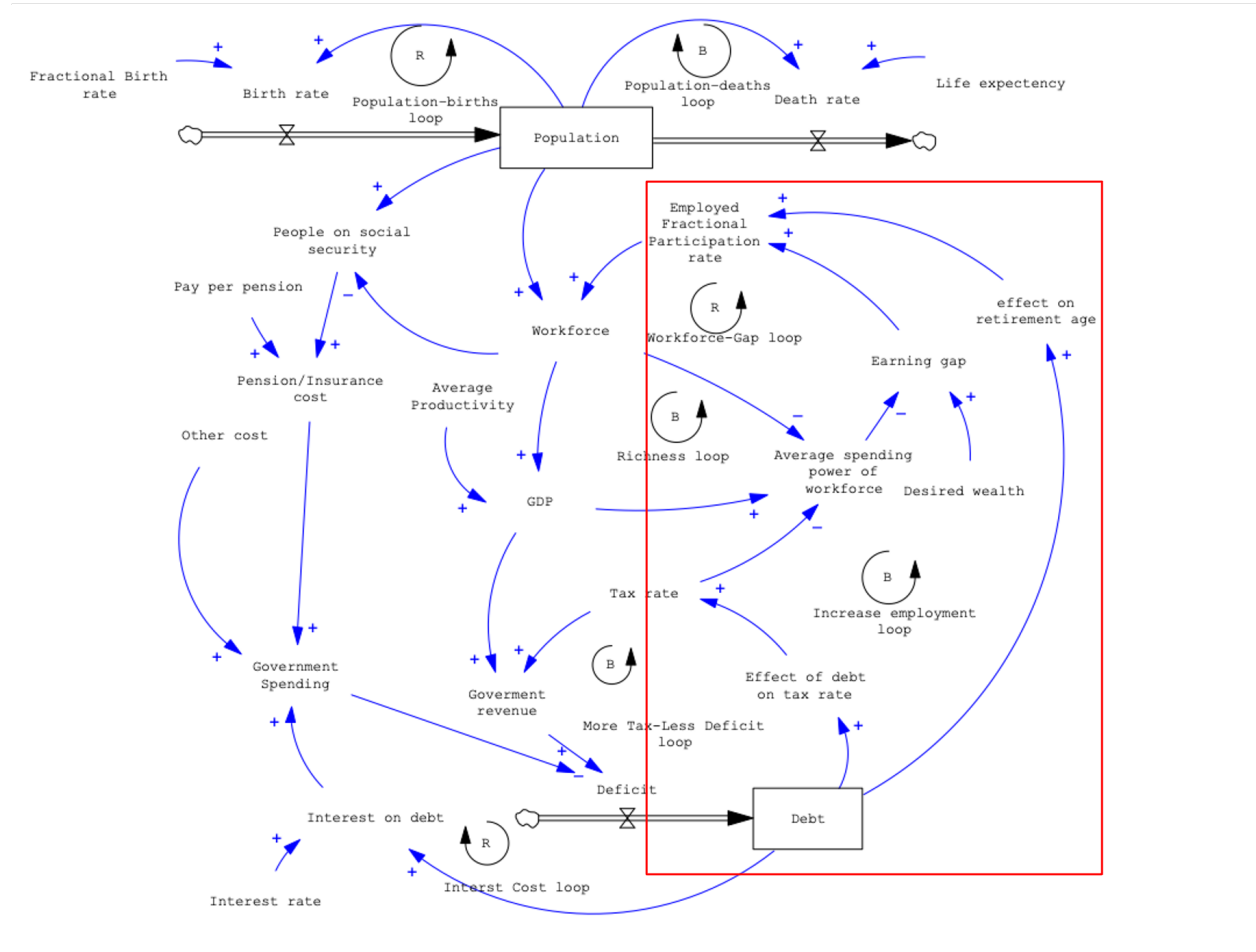 R
B
Fractional Birth
rate
Birth rate
Population-births
loop
Population-deaths
loop
Death rate
Life expectency
Population
People on social
security
Employed
Fractional
Participation
rate
Pay per pension
Workforce
R
Workforce-Gap loop
effect on
retirement age
Earning gap
Pension/Insurance
cost
Average
Productivity
B
Richness loop
Other cost
Average spending
power of
workforce
Desired wealth
GDP
Tax rate
B
Increase employment
loop
Government
Spending
Goverment
revenue
B
More Tax-Less Deficit
loop
Effect of debt
on tax rate
Deficit
Debt
Interest on debt
R
Interst Cost loop
Interest rate